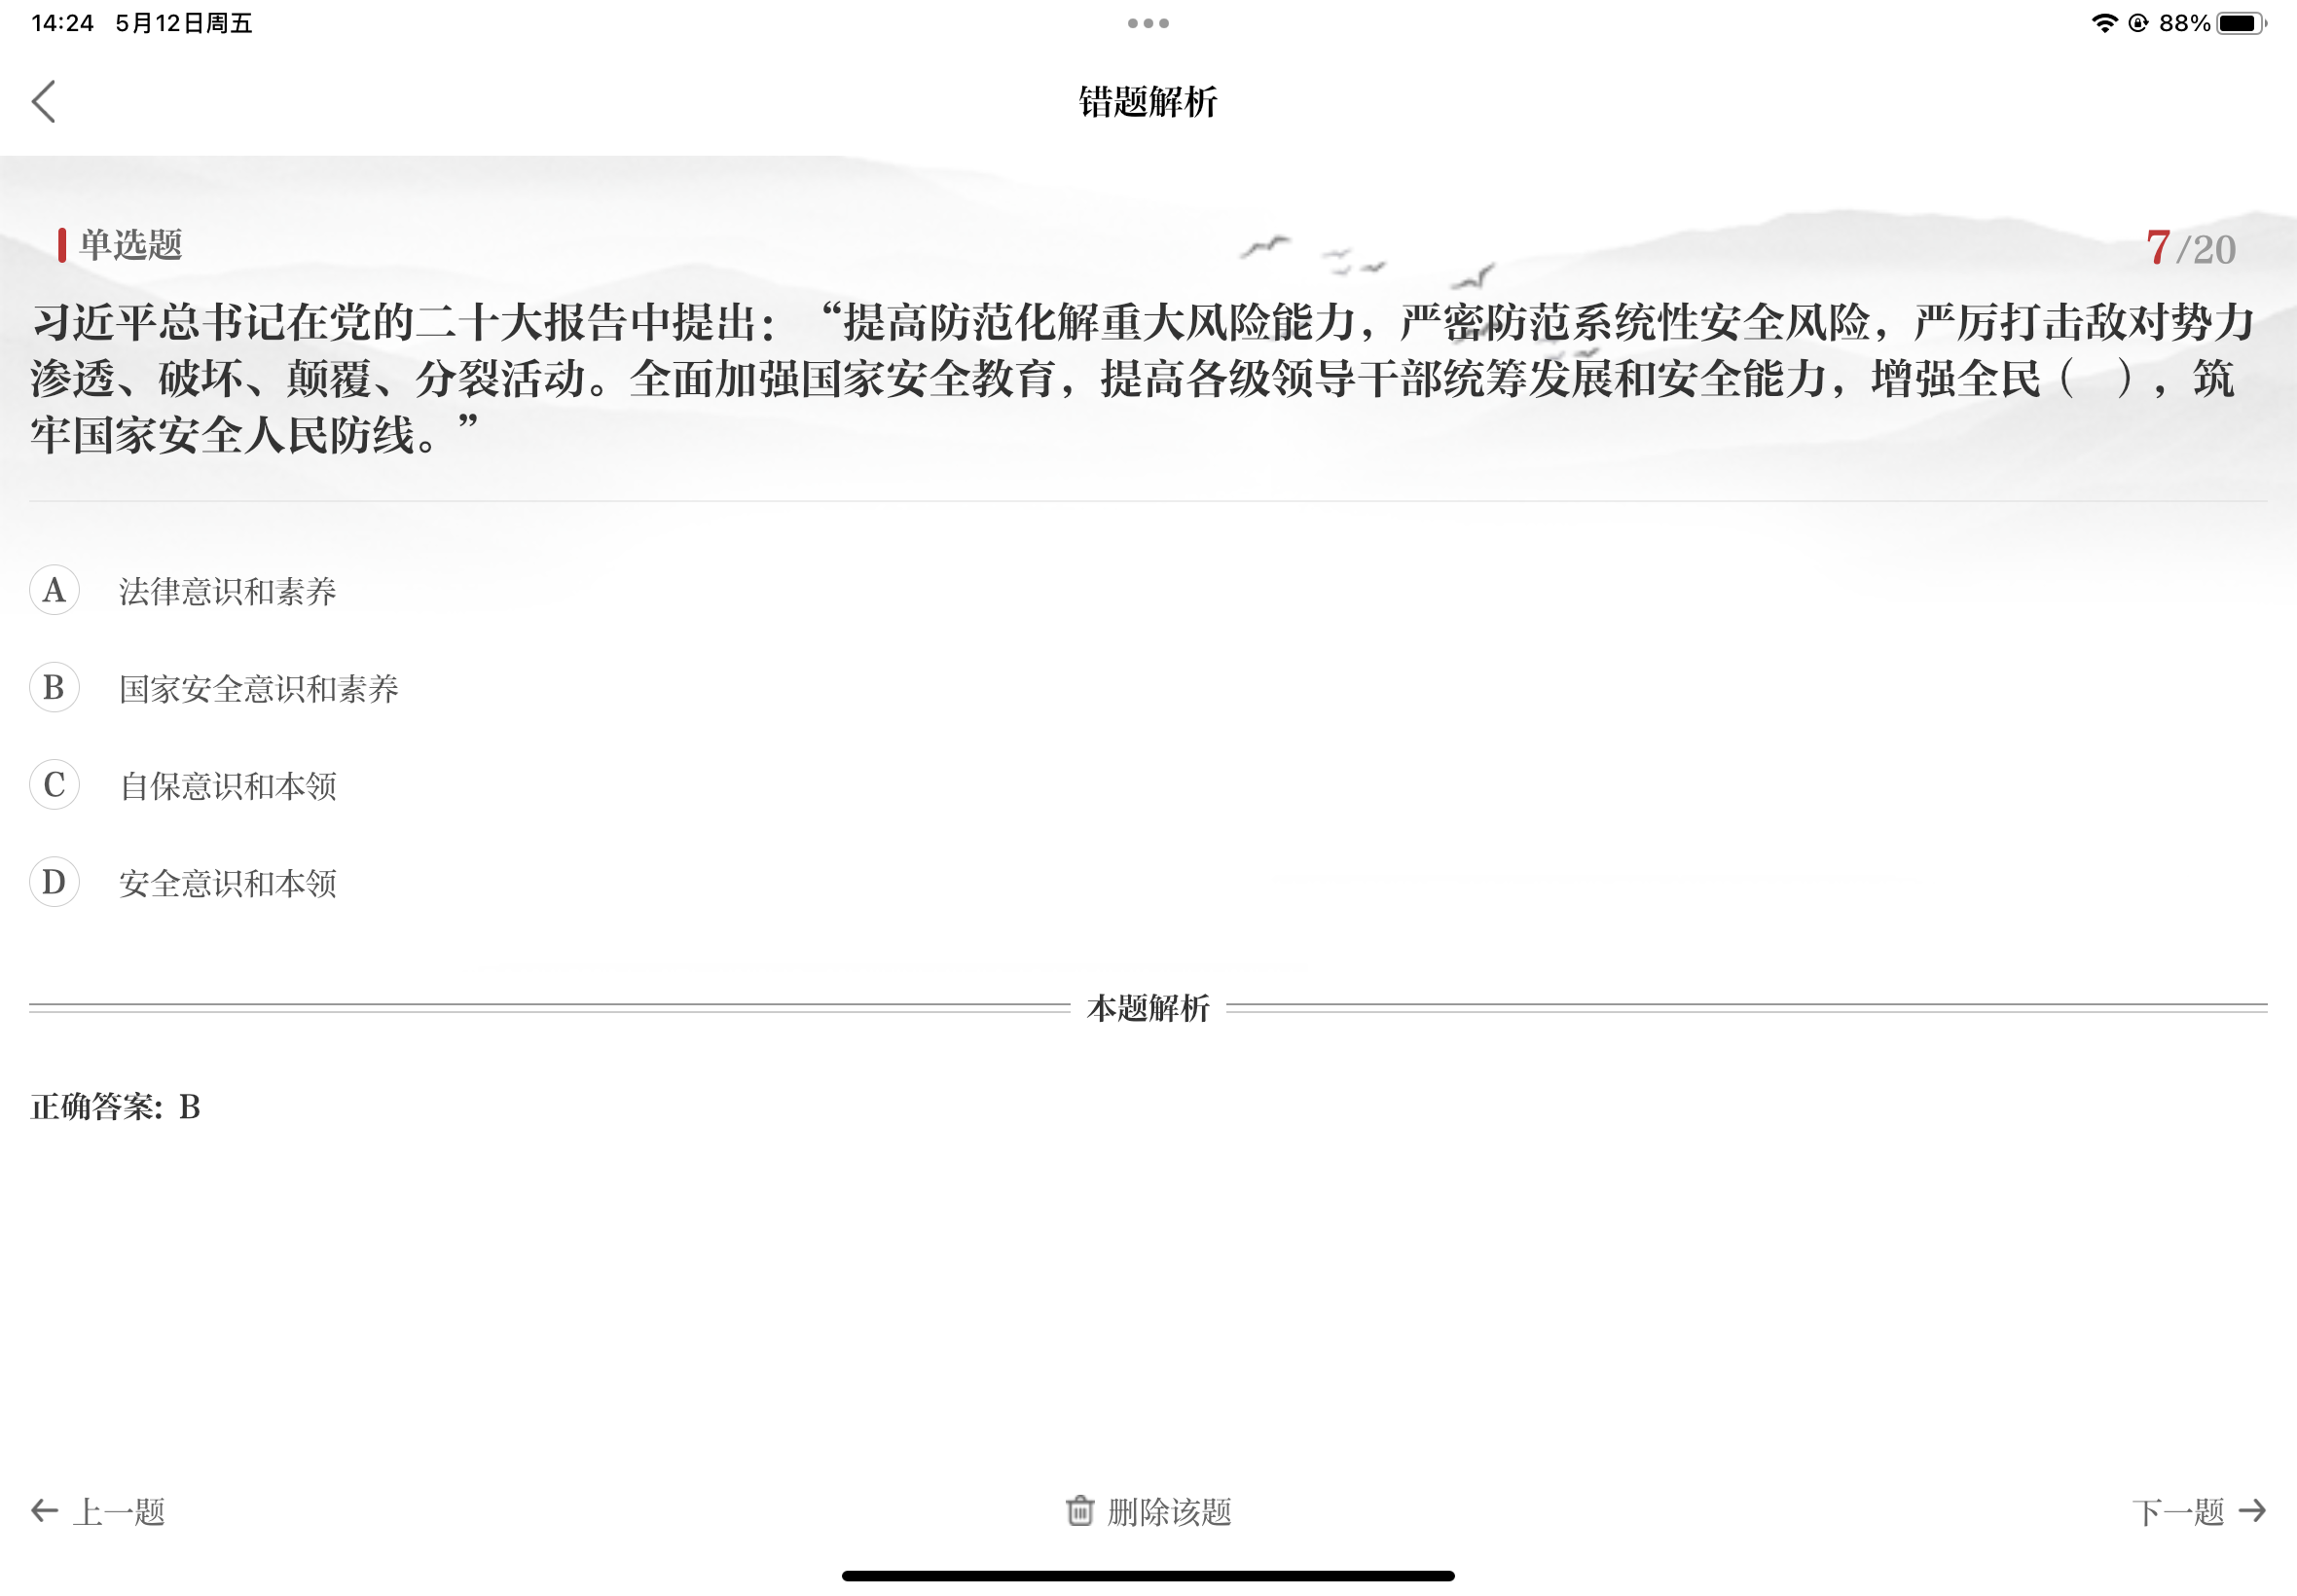 14:24 5月12日周五
88%
错题解析
单选题
7/20
习近平总书记在党的二十大报告中提出：“提高防范化解重大风险能力，严密防范系统性安全风险，严厉打击敌对势力
渗透、破坏、颠覆、分裂活动。全面加强国家安全教育，提高各级领导干部统筹发展和安全能力，增强全民（ ），筑
牢国家安全人民防线。”
A 法律意识和素养
B 国家安全意识和素养
C 自保意识和本领
D 安全意识和本领
本题解析
正确答案: B
上一题
删除该题
下一题